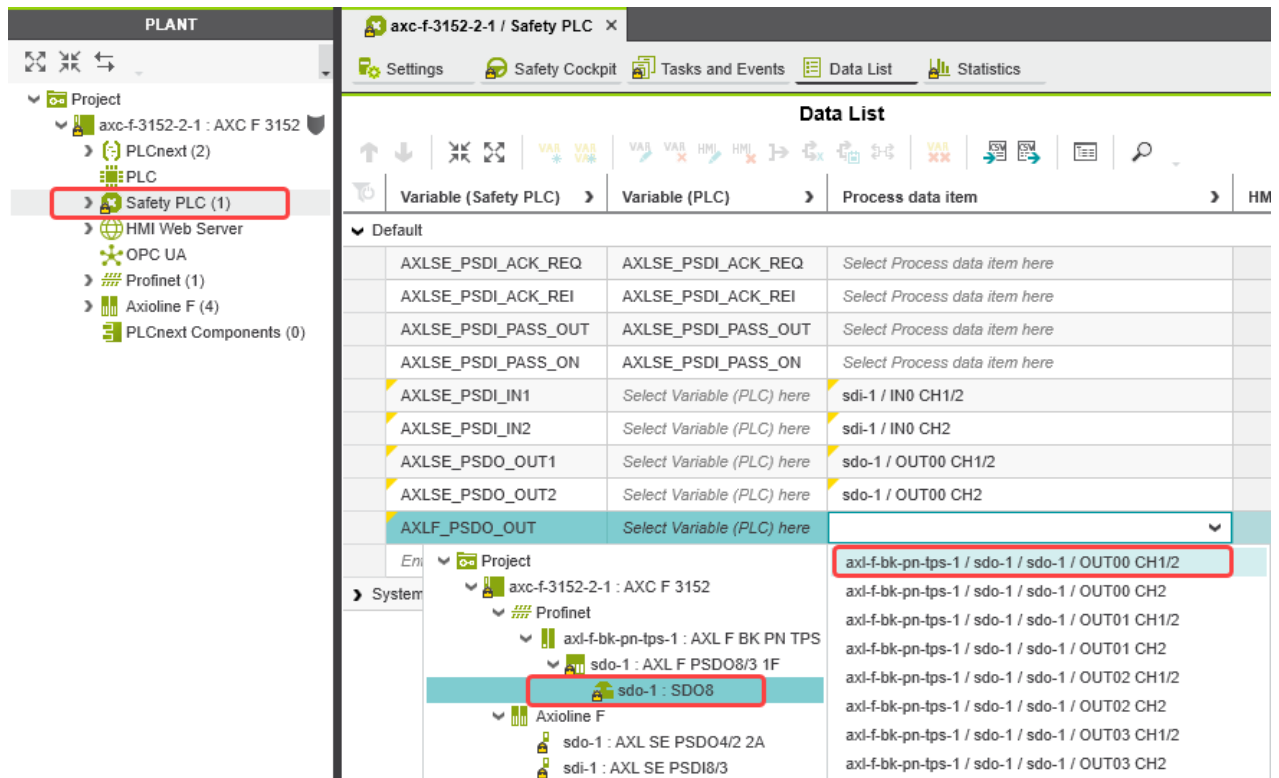 PLANT
Project
axc-f-3152-2-1 : AXC F 3152
PLCnext (2)
PLC
Safety PLC (1)
HMI Web Server
OPC UA
Profinet (1)
Axioline F (4)
PLCnext Components (0)
axc-f-3152-2-1 / Safety PLC
Settings Safety Cockpit Tasks and Events Data List Statistics
Data List
Variable (Safety PLC) Variable (PLC) Process data item HM
Default
AXLSE_PSDI_ACK_REQ AXLSE_PSDI_ACK_REQ Select Process data item here
AXLSE_PSDI_ACK_REI AXLSE_PSDI_ACK_REI Select Process data item here
AXLSE_PSDI_PASS_OUT AXLSE_PSDI_PASS_OUT Select Process data item here
AXLSE_PSDI_PASS_ON AXLSE_PSDI_PASS_ON Select Process data item here
AXLSE_PSDI_IN1 Select Variable (PLC) here sdi-1 / IN0 CH1/2
AXLSE_PSDI_IN2 Select Variable (PLC) here sdi-1 / IN0 CH2
AXLSE_PSDO_OUT1 Select Variable (PLC) here sdo-1 / OUT00 CH1/2
AXLSE_PSDO_OUT2 Select Variable (PLC) here sdo-1 / OUT00 CH2
AXLF_PSDO_OUT Select Variable (PLC) here
Ent
System
Project
axc-f-3152-2-1 : AXC F 3152
Profinet
axl-f-bk-pn-tps-1 : AXL F BK PN TPS
sdo-1 : AXL F PSDO8/3 1F
sdo-1 : SDO8
Axioline F
sdo-1 : AXL SE PSDO4/2 2A
sdi-1 : AXL SE PSDI8/3
axl-f-bk-pn-tps-1 / sdo-1 / sdo-1 / OUT00 CH1/2
axl-f-bk-pn-tps-1 / sdo-1 / sdo-1 / OUT00 CH2
axl-f-bk-pn-tps-1 / sdo-1 / sdo-1 / OUT01 CH1/2
axl-f-bk-pn-tps-1 / sdo-1 / sdo-1 / OUT01 CH2
axl-f-bk-pn-tps-1 / sdo-1 / sdo-1 / OUT02 CH1/2
axl-f-bk-pn-tps-1 / sdo-1 / sdo-1 / OUT02 CH2
axl-f-bk-pn-tps-1 / sdo-1 / sdo-1 / OUT03 CH1/2
axl-f-bk-pn-tps-1 / sdo-1 / sdo-1 / OUT03 CH2